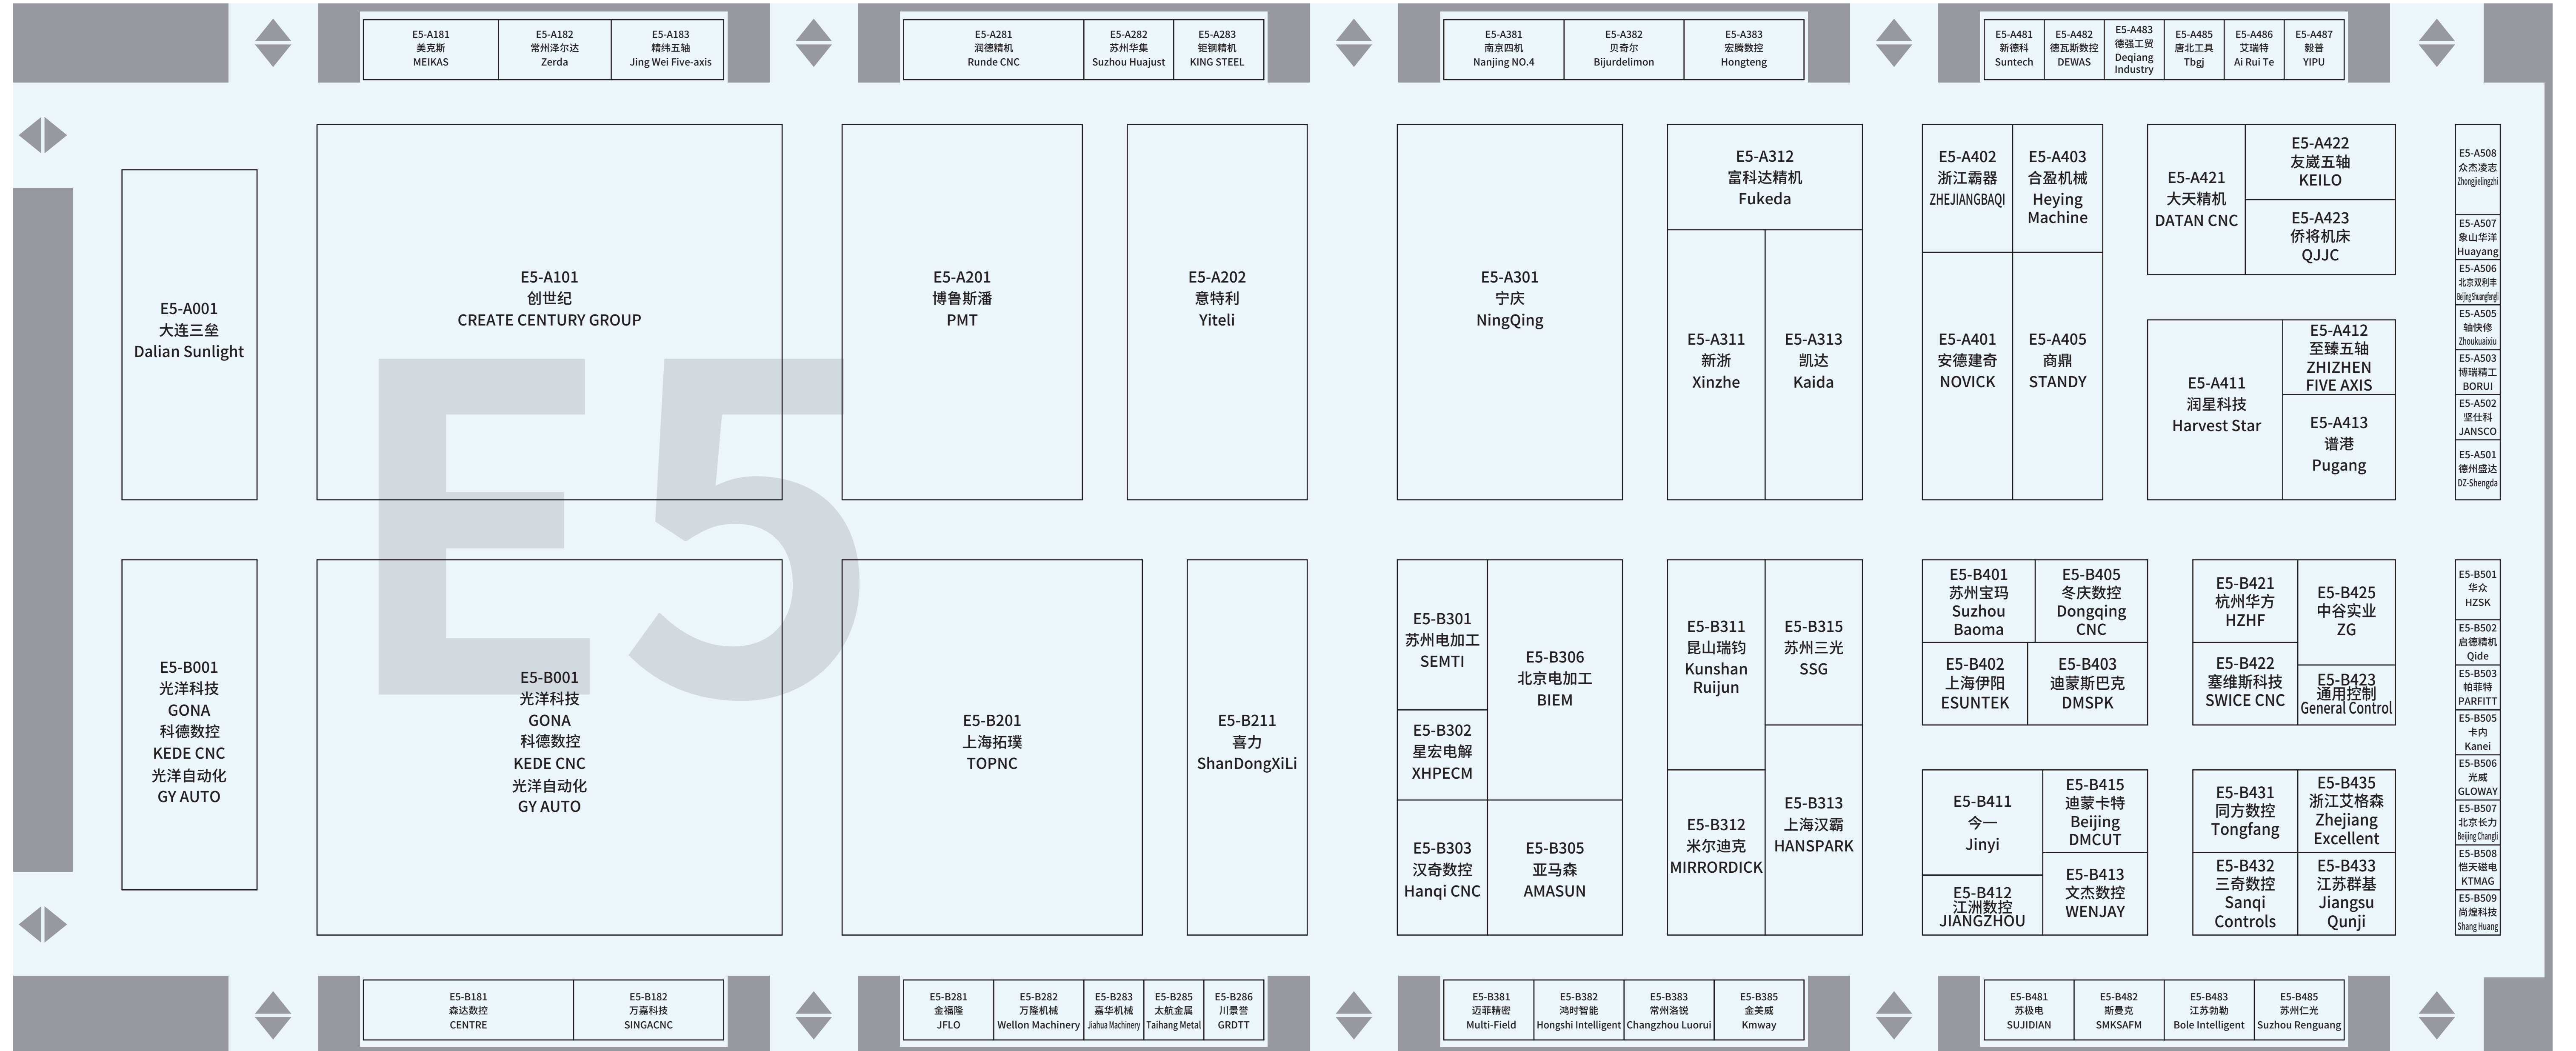 E5-A181
美克斯
MEIKAS
E5-A182
常州泽尔达
Zerda
E5-A183
精纬五轴
Jing Wei Five-axis
E5-A281
润德精机
Runde CNC
E5-A282
苏州华集
Suzhou Huajust
E5-A283
钜钢精机
KING STEEL
E5-A381
南京四机
Nanjing NO.4
E5-A382
贝奇尔
Bijurdelimon
E5-A383
宏腾数控
Hongteng
E5-A481
新德科
Suntech
E5-A482
德瓦斯数控
DEWAS
E5-A483
德强工贸
Deqiang
Industry
E5-A485
唐北工具
Tbgj
E5-A486
艾瑞特
Ai Rui Te
E5-A487
毅普
YIPU
E5-A001
大连三垒
Dalian Sunlight
E5-A101
创世纪
CREATE CENTURY GROUP
E5-A201
博鲁斯潘
PMT
E5-A202
意特利
Yiteli
E5-A301
宁庆
NingQing
E5-A312
富科达精机
Fukeda
E5-A311
新浙
Xinzhe
E5-A313
凯达
Kaida
E5-A402
浙江霸器
ZHEJIANGBAQI
E5-A403
合盈机械
Heying
Machine
E5-A401
安德建奇
NOVICK
E5-A405
商鼎
STANDY
E5-A421
大天精机
DATAN CNC
E5-A422
友崴五轴
KEILO
E5-A423
侨将机床
QJJC
E5-A411
润星科技
Harvest Star
E5-A412
至臻五轴
ZHIZHEN
FIVE AXIS
E5-A413
谱港
Pugang
E5-A508
众杰凌志
Zhongjielingzhi
E5-A507
象山华洋
Huayang
E5-A506
北京双利丰
Beijing Shuangfengli
E5-A505
轴快修
Zhoukuaixiu
E5-A503
博瑞精工
BORUI
E5-A502
坚仕科
JANSCO
E5-A501
德州盛达
DZ-Shengda
E5
E5-B001
光洋科技
GONA
科德数控
KEDE CNC
光洋自动化
GY AUTO
E5-B001
光洋科技
GONA
科德数控
KEDE CNC
光洋自动化
GY AUTO
E5-B201
上海拓璞
TOPNC
E5-B211
喜力
ShanDongXiLi
E5-B301
苏州电加工
SEMTI
E5-B302
星宏电解
XHPECM
E5-B303
汉奇数控
Hanqi CNC
E5-B306
北京电加工
BIEM
E5-B305
亚马森
AMASUN
E5-B311
昆山瑞钧
Kunshan
Ruijun
E5-B315
苏州三光
SSG
E5-B312
米尔迪克
MIRRORDICK
E5-B313
上海汉霸
HANSPARK
E5-B401
苏州宝玛
Suzhou
Baoma
E5-B405
冬庆数控
Dongqing
CNC
E5-B402
上海伊阳
ESUNTEK
E5-B403
迪蒙斯巴克
DMSPK
E5-B411
今一
Jinyi
E5-B415
迪蒙卡特
Beijing
DMCUT
E5-B412
江洲数控
JIANGZHOU
E5-B413
文杰数控
WENJAY
E5-B421
杭州华方
HZHF
E5-B425
中谷实业
ZG
E5-B422
塞维斯科技
SWICE CNC
E5-B423
通用控制
General Control
E5-B431
同方数控
Tongfang
E5-B435
浙江艾格森
Zhejiang
Excellent
E5-B432
三奇数控
Sanqi
Controls
E5-B433
江苏群基
Jiangsu
Qunji
E5-B501
华众
HZSK
E5-B502
启德精机
Qide
E5-B503
帕菲特
PARFITT
E5-B505
卡内
Kanei
E5-B506
光威
GLOWAY
E5-B507
北京长力
Beijing Changli
E5-B508
恺天磁电
KTMAG
E5-B509
尚煌科技
Shang Huang
E5-B181
森达数控
CENTRE
E5-B182
万嘉科技
SINGACNC
E5-B281
金福隆
JFLO
E5-B282
万隆机械
Wellon Machinery
E5-B283
嘉华机械
Jiahua Machinery
E5-B285
太航金属
Taihang Metal
E5-B286
川景誉
GRDTT
E5-B381
迈菲精密
Multi-Field
E5-B382
鸿时智能
Hongshi Intelligent
E5-B383
常州洛锐
Changzhou Luorui
E5-B385
金美威
Kmway
E5-B481
苏极电
SUJIDIAN
E5-B482
斯曼克
SMKSAFM
E5-B483
江苏勃勒
Bole Intelligent
E5-B485
苏州仁光
Suzhou Renguang